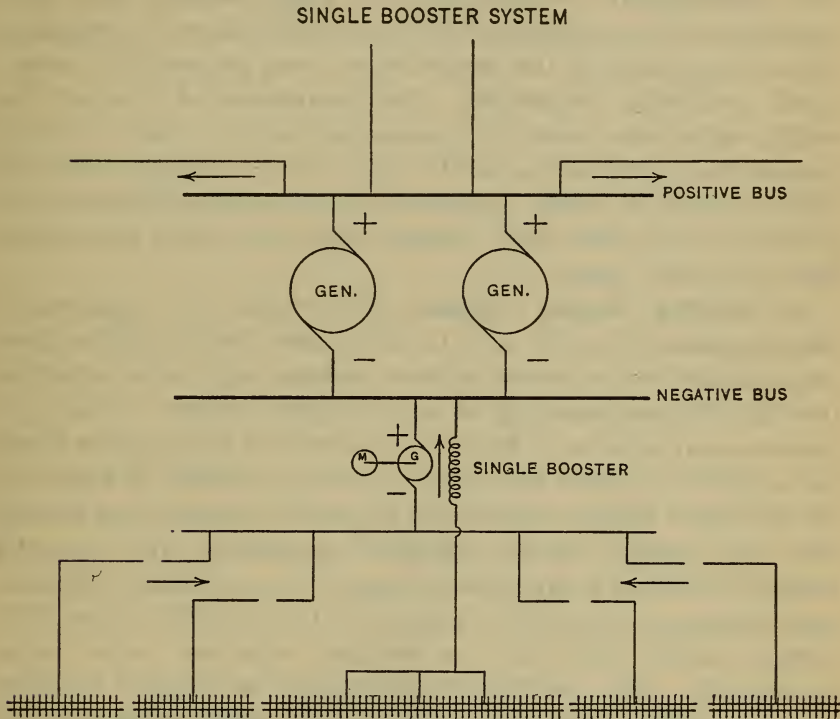 SINGLE BOOSTER SYSTEM
POSITIVE BUS
+ +
GEN. GEN.
— —
NEGATIVE BUS
+
M G
SINGLE BOOSTER
—